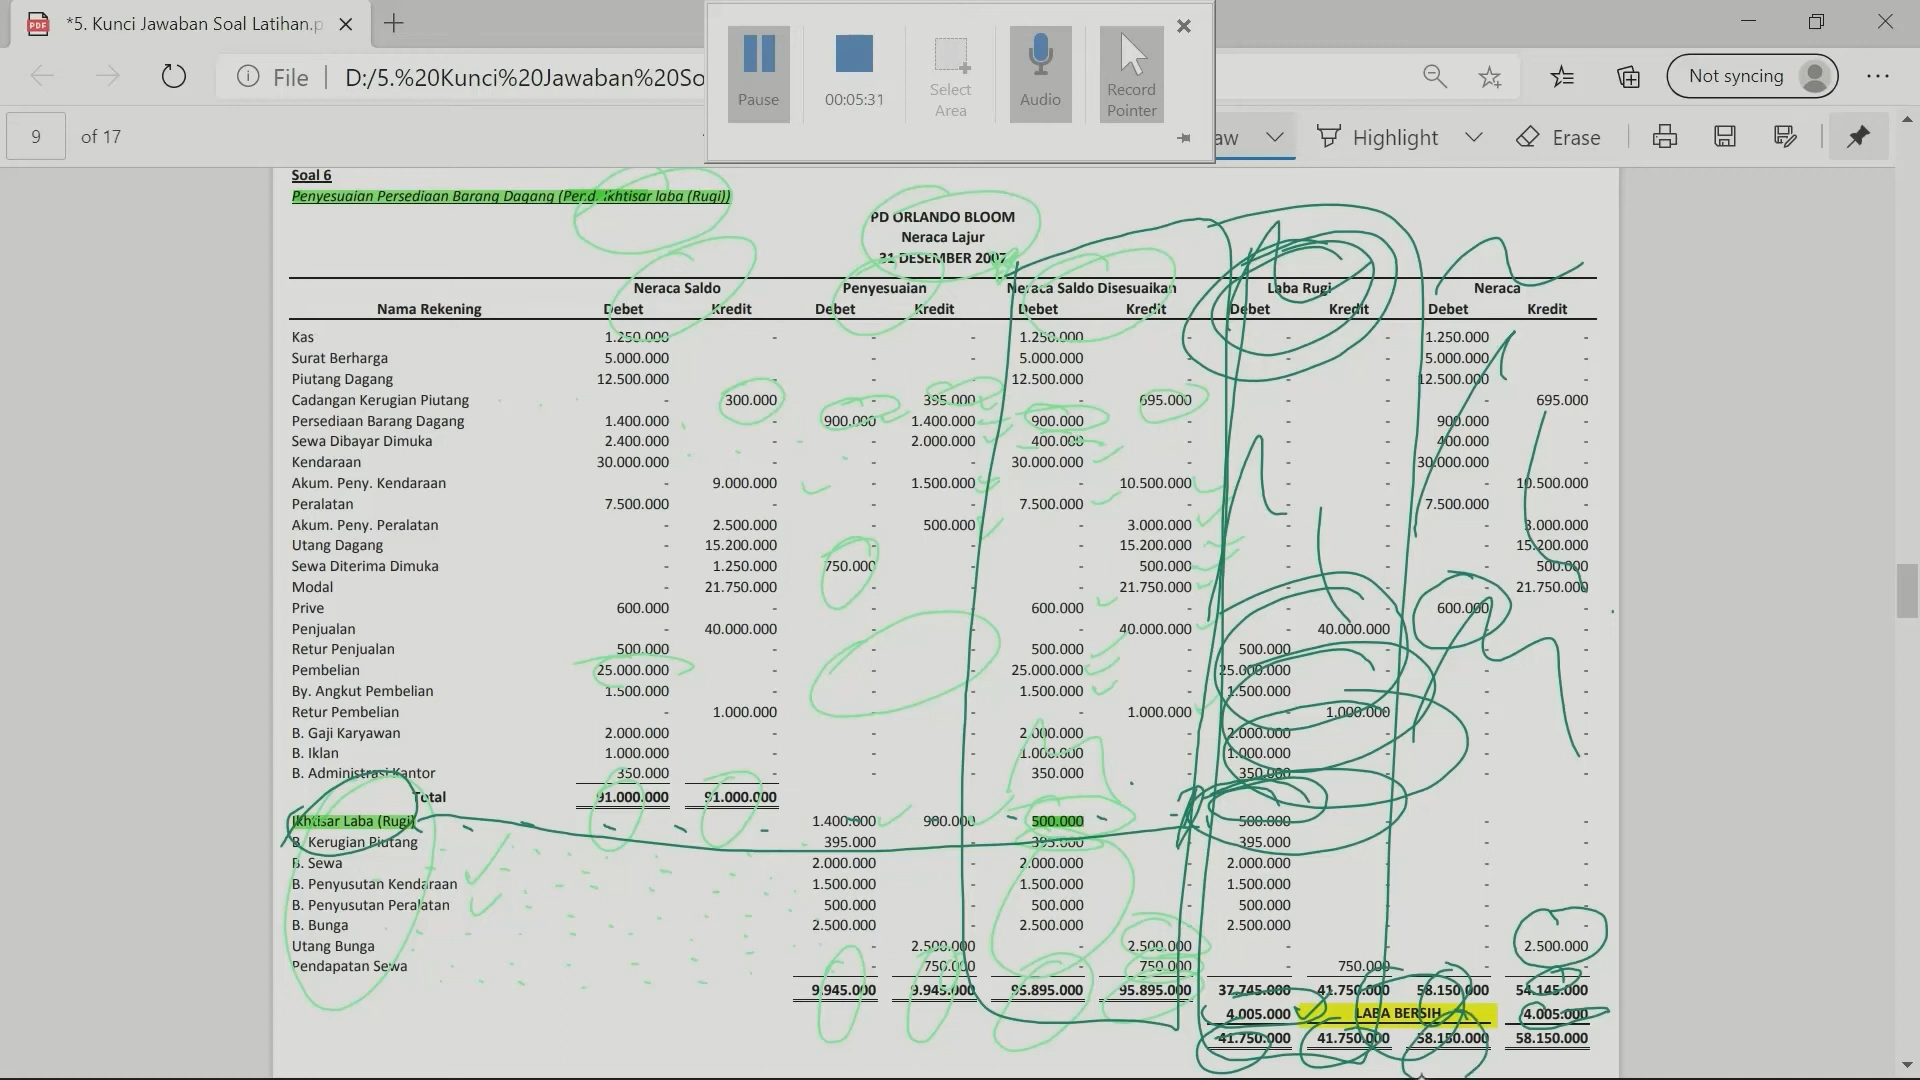 *5. Kunci Jawaban Soal Latihan.p
File | D:/5.%20Kunci%20Jawaban%20So
Pause 00:05:31 Select Area Audio Record Pointer
Not syncing
9 of 17
aw Highlight Erase
Soal 6
Penyesuaian Persediaan Barang Dagang (Pend. Ikhtisar laba (Rugi))
PD ORLANDO BLOOM
Neraca Lajur
31 DESEMBER 2007
Neraca Saldo Penyesuaian Neraca Saldo Disesuaikan Laba Rugi Neraca
Nama Rekening Debet Kredit Debet Kredit Debet Kredit Debet Kredit Debet Kredit
Kas 1.250.000 - - - 1.250.000 - - - 1.250.000 -
Surat Berharga 5.000.000 - - - 5.000.000 - - - 5.000.000 -
Piutang Dagang 12.500.000 - - - 12.500.000 - - - 12.500.000 -
Cadangan Kerugian Piutang - 300.000 - 395.000 - 695.000 - - - 695.000
Persediaan Barang Dagang 1.400.000 - 900.000 1.400.000 900.000 - - - 900.000 -
Sewa Dibayar Dimuka 2.400.000 - - 2.000.000 400.000 - - - 400.000 -
Kendaraan 30.000.000 - - - 30.000.000 - - - 30.000.000 -
Akum. Peny. Kendaraan - 9.000.000 - 1.500.000 - 10.500.000 - - - 10.500.000
Peralatan 7.500.000 - - - 7.500.000 - - - 7.500.000 -
Akum. Peny. Peralatan - 2.500.000 - 500.000 - 3.000.000 - - - 3.000.000
Utang Dagang - 15.200.000 - - - 15.200.000 - - - 15.200.000
Sewa Diterima Dimuka - 1.250.000 750.000 - - 500.000 - - - 500.000
Modal - 21.750.000 - - - 21.750.000 - - - 21.750.000
Prive 600.000 - - - 600.000 - - - 600.000 -
Penjualan - 40.000.000 - - - 40.000.000 - 40.000.000 - -
Retur Penjualan 500.000 - - - 500.000 - 500.000 - - -
Pembelian 25.000.000 - - - 25.000.000 - 25.000.000 - - -
By. Angkut Pembelian 1.500.000 - - - 1.500.000 - 1.500.000 - - -
Retur Pembelian - 1.000.000 - - - 1.000.000 - 1.000.000 - -
B. Gaji Karyawan 2.000.000 - - - 2.000.000 - 2.000.000 - - -
B. Iklan 1.000.000 - - - 1.000.000 - 1.000.000 - - -
B. Administrasi Kantor 350.000 - - - 350.000 - 350.000 - - -
Total 91.000.000 91.000.000
Ikhtisar Laba (Rugi) - - 1.400.000 900.000 500.000 - 500.000 - - -
B. Kerugian Piutang 395.000 - 395.000 - 395.000 - - -
B. Sewa 2.000.000 - 2.000.000 - 2.000.000 - - -
B. Penyusutan Kendaraan 1.500.000 - 1.500.000 - 1.500.000 - - -
B. Penyusutan Peralatan 500.000 - 500.000 - 500.000 - - -
B. Bunga 2.500.000 - 2.500.000 - 2.500.000 - - -
Utang Bunga - 2.500.000 - 2.500.000 - - - 2.500.000
Pendapatan Sewa - 750.000 - 750.000 - 750.000 - -
9.945.000 9.945.000 95.895.000 95.895.000 37.745.000 41.750.000 58.150.000 54.145.000
4.005.000 LABA BERSIH 4.005.000
41.750.000 41.750.000 58.150.000 58.150.000